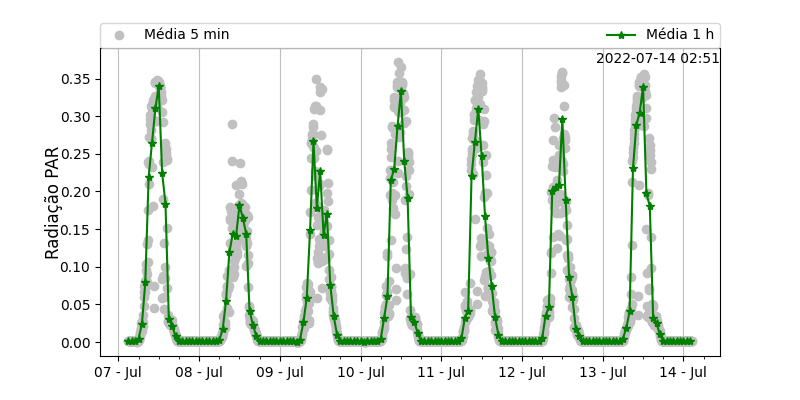 Média 5 min
Média 1 h
2022-07-14 02:51
Radiação PAR
0.35
0.30
0.25
0.20
0.15
0.10
0.05
0.00
07 - Jul
08 - Jul
09 - Jul
10 - Jul
11 - Jul
12 - Jul
13 - Jul
14 - Jul